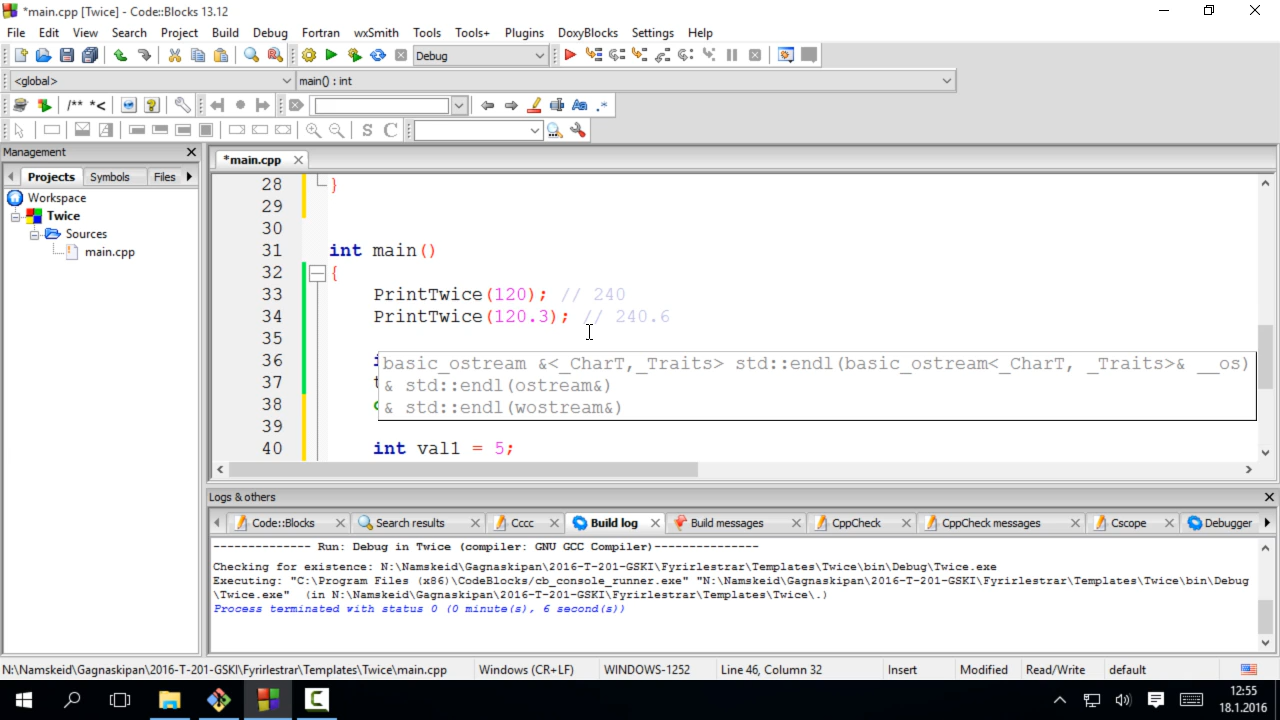 *main.cpp [Twice] - Code::Blocks 13.12
File Edit View Search Project Build Debug Fortran wxSmith Tools Tools+ Plugins DoxyBlocks Settings Help
Debug
<global> main() : int
/** *<
S C
Management
Projects Symbols Files
Workspace
Twice
Sources
main.cpp
*main.cpp
28 }
29
30
31 int main()
32 {
33 PrintTwice(120); // 240
34 PrintTwice(120.3); // 240.6
35
36
basic_ostream &<_CharT,_Traits> std::endl(basic_ostream<_CharT, _Traits>& __os)
37 t
& std::endl(ostream&)
38
& std::endl(wostream&)
39
40 int val1 = 5;
Logs & others
Code::Blocks Search results Cccc Build log Build messages CppCheck CppCheck messages Cscope Debugger
-------------- Run: Debug in Twice (compiler: GNU GCC Compiler)---------------
Checking for existence: N:\Namskeid\Gagnaskipan\2016-T-201-GSKI\Fyrirlestrar\Templates\Twice\bin\Debug\Twice.exe
Executing: "C:\Program Files (x86)\CodeBlocks/cb_console_runner.exe" "N:\Namskeid\Gagnaskipan\2016-T-201-GSKI\Fyrirlestrar\Templates\Twice\bin\Debug
\Twice.exe"  (in N:\Namskeid\Gagnaskipan\2016-T-201-GSKI\Fyrirlestrar\Templates\Twice\.)
Process terminated with status 0 (0 minute(s), 6 second(s))
N:\Namskeid\Gagnaskipan\2016-T-201-GSKI\Fyrirlestrar\Templates\Twice\main.cpp Windows (CR+LF) WINDOWS-1252 Line 46, Column 32 Insert Modified Read/Write default
12:55
18.1.2016